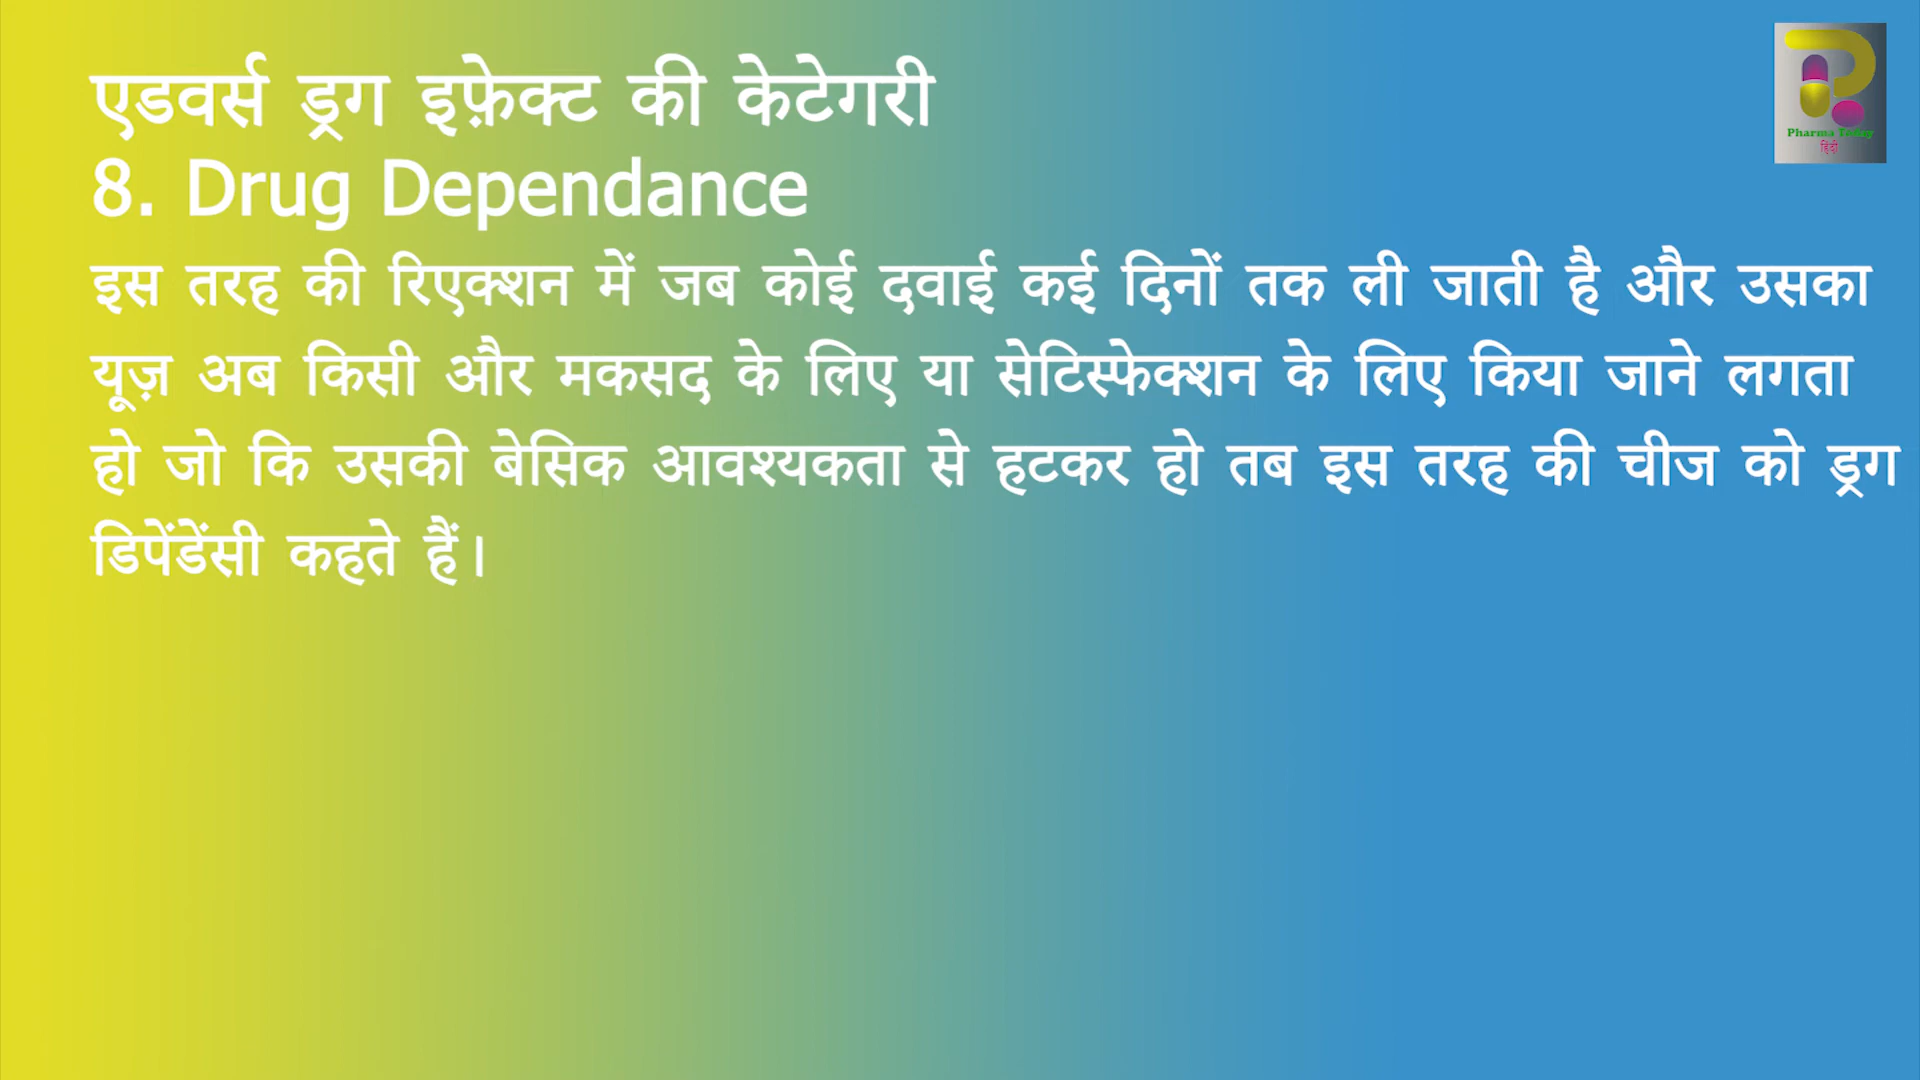 एडवर्स ड्रग इफ़ेक्ट की केटेगरी
8. Drug Dependance
इस तरह की रिएक्शन में जब कोई दवाई कई दिनों तक ली जाती है और उसका
यूज़ अब किसी और मकसद के लिए या सेटिस्फेक्शन के लिए किया जाने लगता
हो जो कि उसकी बेसिक आवश्यकता से हटकर हो तब इस तरह की चीज को ड्रग
डिपेंडेंसी कहते हैं।
Pharma Today
हिंदी